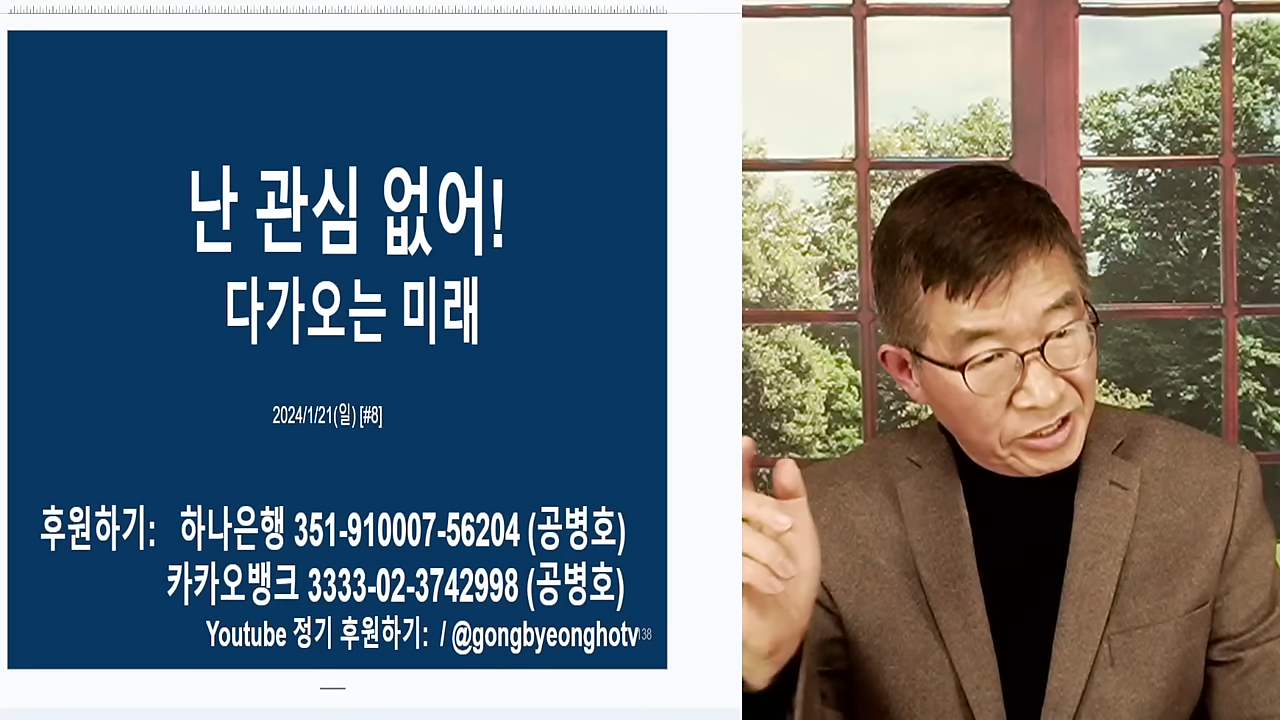 난 관심 없어!
다가오는 미래
2024/1/21(일) [#8]
후원하기: 하나은행 351-910007-56204 (공병호)
카카오뱅크 3333-02-3742998 (공병호)
Youtube 정기 후원하기: / @gongbyeonghotv
138